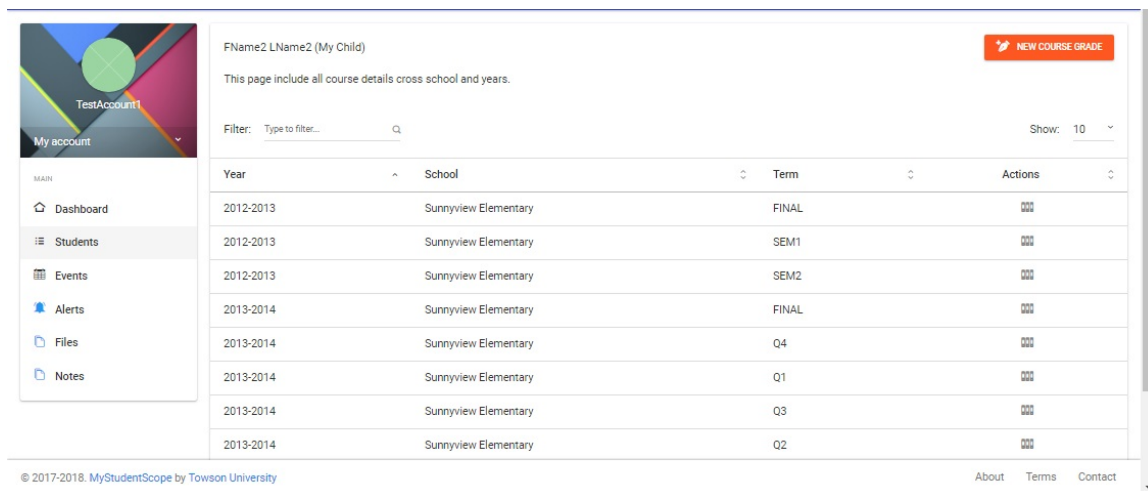 TestAccount1
My account
MAIN
Dashboard
Students
Events
Alerts
Files
Notes
FName2 LName2 (My Child)
NEW COURSE GRADE
This page include all course details cross school and years.
Filter: Type to filter... Show: 10
Year School Term Actions
2012-2013 Sunnyview Elementary FINAL
2012-2013 Sunnyview Elementary SEM1
2012-2013 Sunnyview Elementary SEM2
2013-2014 Sunnyview Elementary FINAL
2013-2014 Sunnyview Elementary Q4
2013-2014 Sunnyview Elementary Q1
2013-2014 Sunnyview Elementary Q3
2013-2014 Sunnyview Elementary Q2
© 2017-2018. MyStudentScope by Towson University About Terms Contact